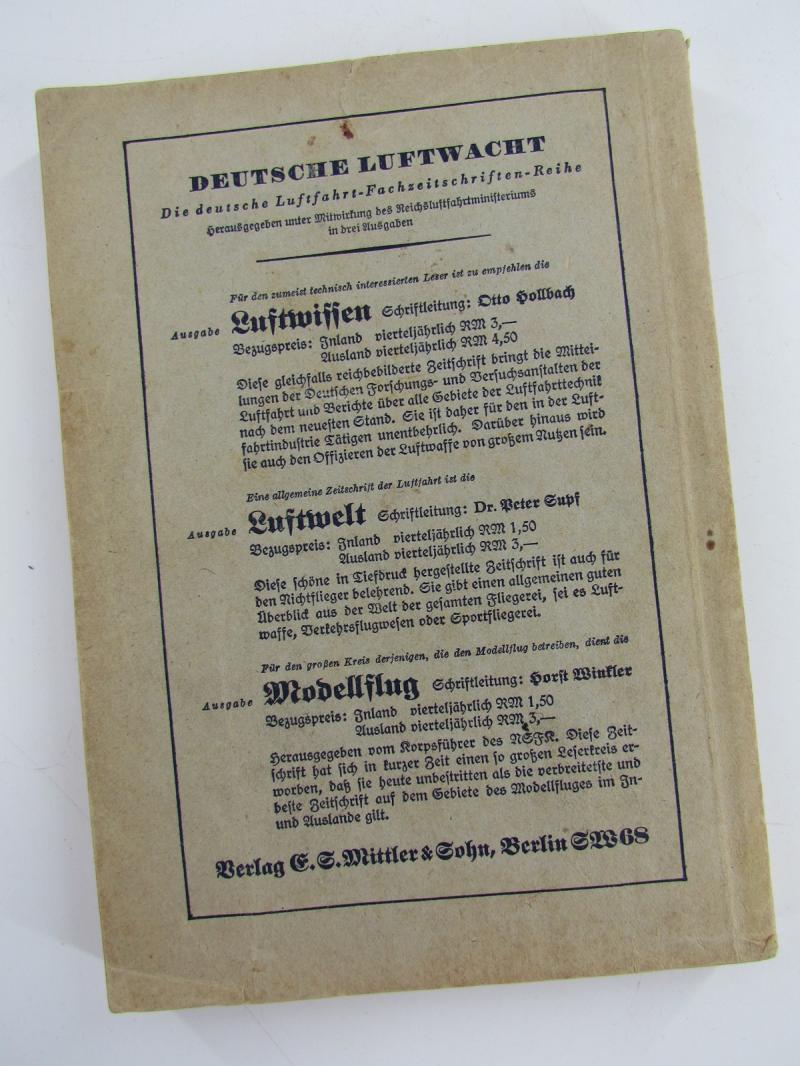 DEUTSCHE LUFTWACHT
Die deutsche Luftfahrt-Fachzeitschriften-Reihe
Herausgegeben unter Mitwirkung des Reichsluftfahrtministeriums
in drei Ausgaben
Für den zumeist technisch interessierten Leser ist zu empfehlen die
Ausgabe Luftwissen Schriftleitung: Otto Hollbach
Bezugspreis: Inland vierteljährlich RM 3,—
Ausland vierteljährlich RM 4,50
Diese gleichfalls reichbebilderte Zeitschrift bringt die Mittei-
lungen der Deutschen Forschungs- und Versuchsanstalten der
Luftfahrt und Berichte über alle Gebiete der Luftfahrttechnik
nach dem neuesten Stand. Sie ist daher für den in der Luft-
fahrtindustrie Tätigen unentbehrlich. Darüber hinaus wird
sie auch den Offizieren der Luftwaffe von großem Nutzen sein.
Eine allgemeine Zeitschrift der Luftfahrt ist die
Ausgabe Luftwelt Schriftleitung: Dr. Peter Supf
Bezugspreis: Inland vierteljährlich RM 1,50
Ausland vierteljährlich RM 3,—
Diese schöne in Tiefdruck hergestellte Zeitschrift ist auch für
den Nichtflieger belehrend. Sie gibt einen allgemeinen guten
Überblick aus der Welt der gesamten Fliegerei, sei es Luft-
waffe, Verkehrsflugwesen oder Sportfliegerei.
Für den großen Kreis derjenigen, die den Modellflug betreiben, dient die
Ausgabe Modellflug Schriftleitung: Horst Winkler
Bezugspreis: Inland vierteljährlich RM 1,50
Ausland vierteljährlich RM 3,—
Herausgegeben vom Korpsführer des NSFK. Diese Zeit-
schrift hat sich in kurzer Zeit einen so großen Leserkreis er-
worben, daß sie heute unbestritten als die verbreitetste und
beste Zeitschrift auf dem Gebiete des Modellfluges im In-
und Auslande gilt.
Verlag E. S. Mittler & Sohn, Berlin SW68